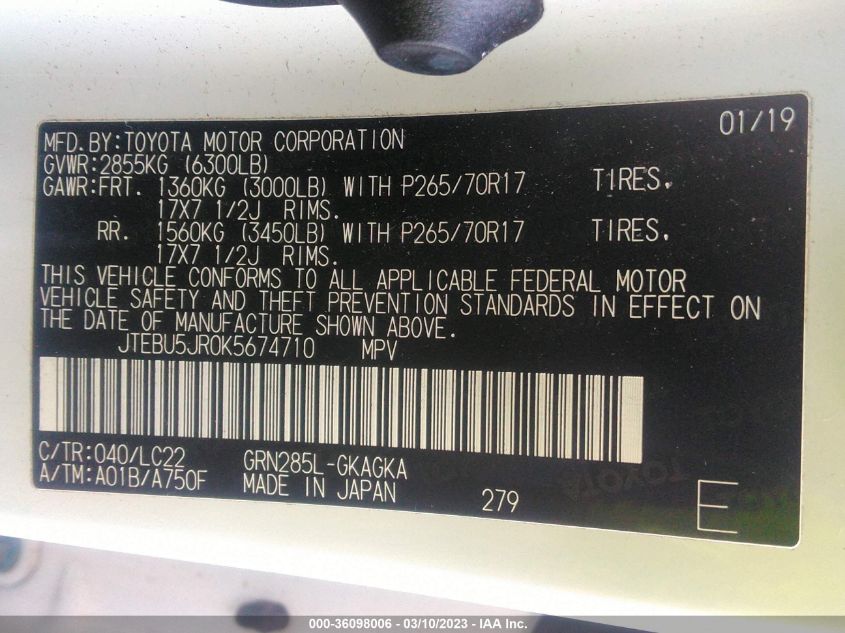 01/19
MFD.BY:TOYOTA MOTOR CORPORATION
GVWR:2855KG (6300LB)
GAWR:FRT. 1360KG (3000LB) WITH P265/70R17 TIRES.
17X7 1/2J RIMS.
RR. 1560KG (3450LB) WITH P265/70R17 TIRES.
17X7 1/2J RIMS.
THIS VEHICLE CONFORMS TO ALL APPLICABLE FEDERAL MOTOR
VEHICLE SAFETY AND THEFT PREVENTION STANDARDS IN EFFECT ON
THE DATE OF MANUFACTURE SHOWN ABOVE.
JTEBU5JR0K5674710 MPV
C/TR:040/LC22 GRN285L-GKAGKA
A/TM:A01B/A750F MADE IN JAPAN 279 E
TOYOTA
000-36098006 — 03/10/2023 — IAA Inc.